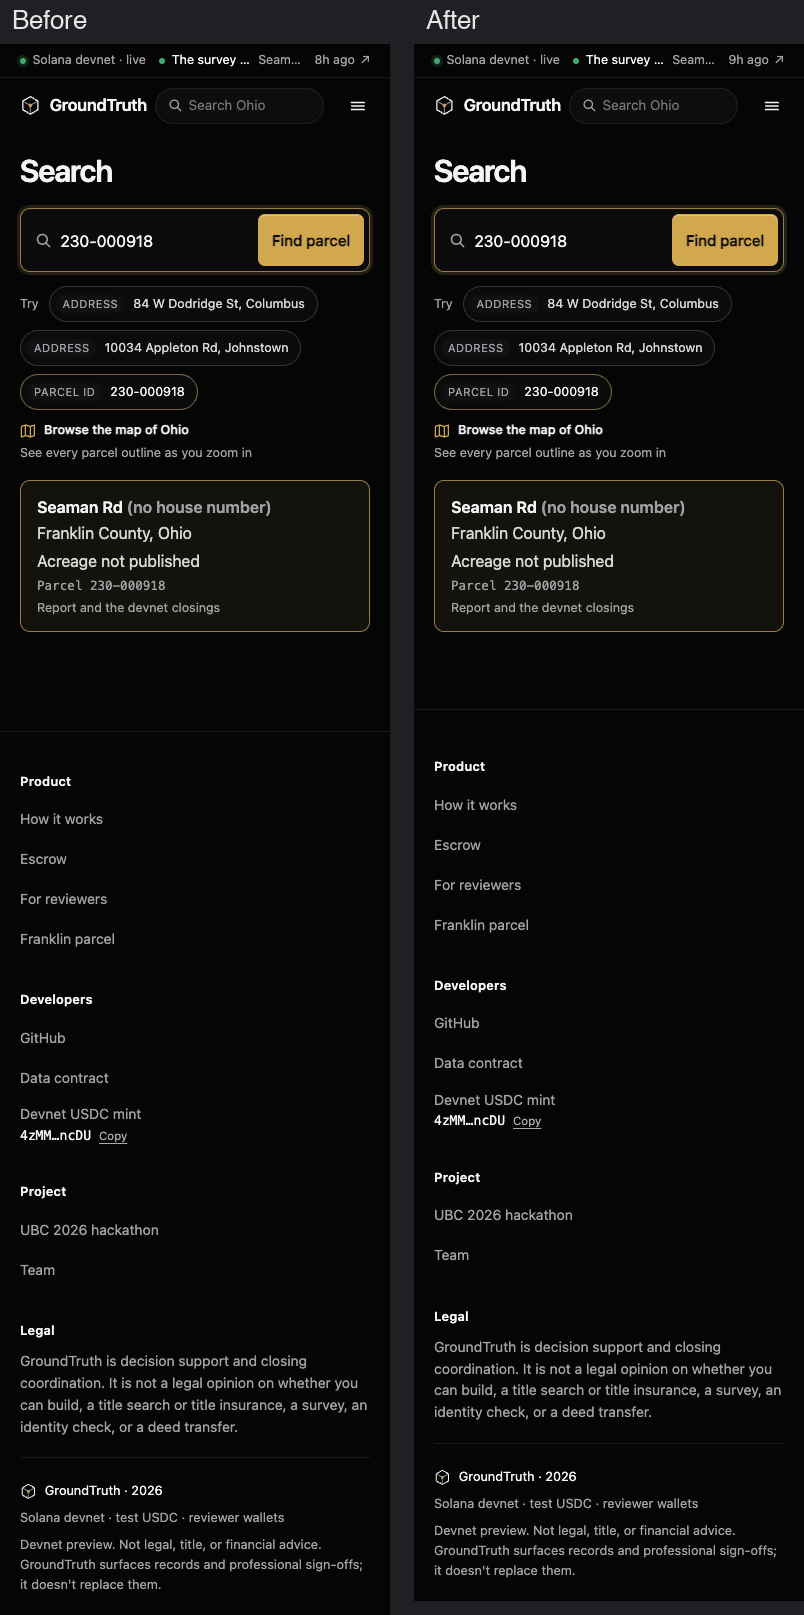 Before
Solana devnet · live The survey ... Seam... 8h ago ↗
GroundTruth Search Ohio
Search
230-000918 Find parcel
Try ADDRESS 84 W Dodridge St, Columbus
ADDRESS 10034 Appleton Rd, Johnstown
PARCEL ID 230-000918
Browse the map of Ohio
See every parcel outline as you zoom in
Seaman Rd (no house number)
Franklin County, Ohio
Acreage not published
Parcel 230-000918
Report and the devnet closings
Product
How it works
Escrow
For reviewers
Franklin parcel
Developers
GitHub
Data contract
Devnet USDC mint
4zMM…ncDU Copy
Project
UBC 2026 hackathon
Team
Legal
GroundTruth is decision support and closing
coordination. It is not a legal opinion on whether you
can build, a title search or title insurance, a survey, an
identity check, or a deed transfer.
GroundTruth · 2026
Solana devnet · test USDC · reviewer wallets
Devnet preview. Not legal, title, or financial advice.
GroundTruth surfaces records and professional sign-offs;
it doesn't replace them.
After
Solana devnet · live The survey ... Seam... 9h ago ↗
GroundTruth Search Ohio
Search
230-000918 Find parcel
Try ADDRESS 84 W Dodridge St, Columbus
ADDRESS 10034 Appleton Rd, Johnstown
PARCEL ID 230-000918
Browse the map of Ohio
See every parcel outline as you zoom in
Seaman Rd (no house number)
Franklin County, Ohio
Acreage not published
Parcel 230-000918
Report and the devnet closings
Product
How it works
Escrow
For reviewers
Franklin parcel
Developers
GitHub
Data contract
Devnet USDC mint
4zMM…ncDU Copy
Project
UBC 2026 hackathon
Team
Legal
GroundTruth is decision support and closing
coordination. It is not a legal opinion on whether you
can build, a title search or title insurance, a survey, an
identity check, or a deed transfer.
GroundTruth · 2026
Solana devnet · test USDC · reviewer wallets
Devnet preview. Not legal, title, or financial advice.
GroundTruth surfaces records and professional sign-offs;
it doesn't replace them.